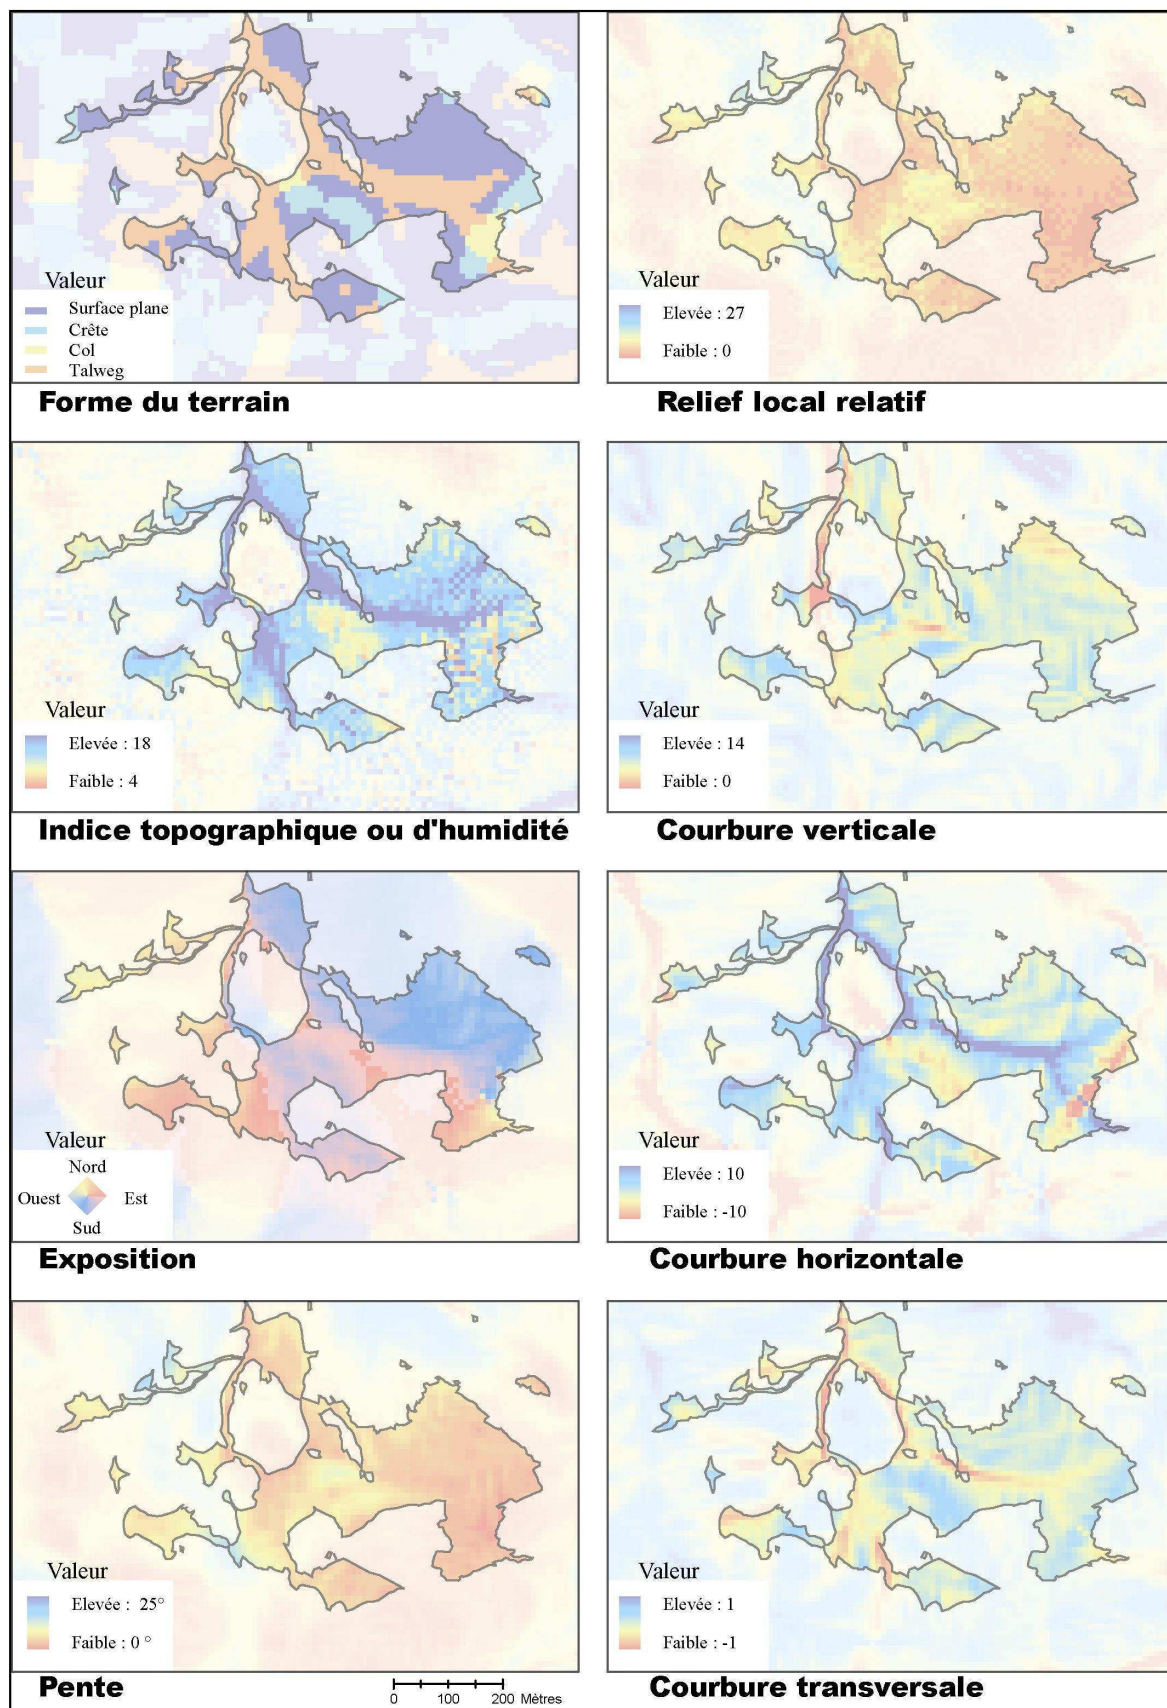 Valeur
Surface plane
Crête
Col
Talweg
Forme du terrain
Valeur
Elevée : 27
Faible : 0
Relief local relatif
Valeur
Elevée : 18
Faible : 4
Indice topographique ou d'humidité
Valeur
Elevée : 14
Faible : 0
Courbure verticale
Valeur
Nord
Ouest
Est
Sud
Exposition
Valeur
Elevée : 10
Faible : -10
Courbure horizontale
Valeur
Elevée : 25°
Faible : 0 °
Pente
0 100 200 Mètres
Valeur
Elevée : 1
Faible : -1
Courbure transversale